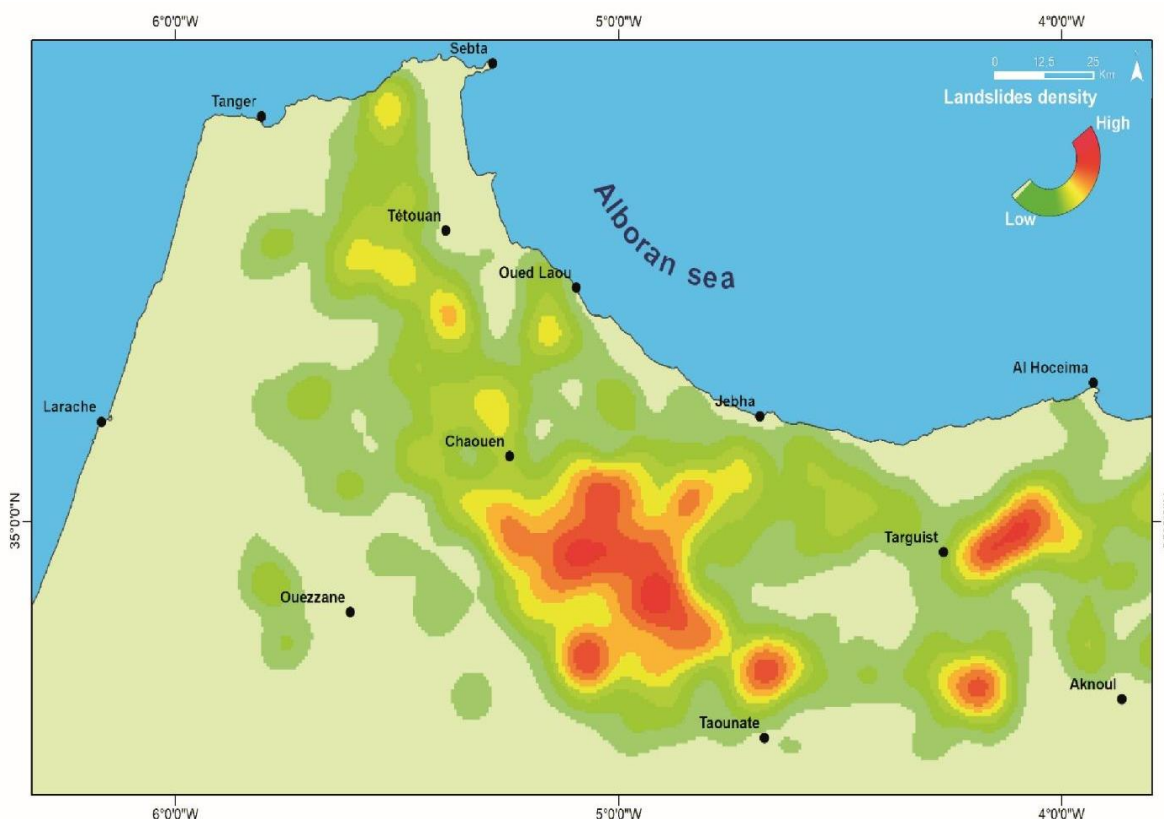 6°0'0"W 5°0'0"W 4°0'0"W
Sebta
0 12.5 25
Km
Landslides density
Tanger
High
Low
Tétouan
Alboran sea
Oued Laou
Al Hoceima
Larache
Jebha
Chaouen
35°0'0"N
Targuist
Ouezzane
Aknoul
Taounate
6°0'0"W 5°0'0"W 4°0'0"W